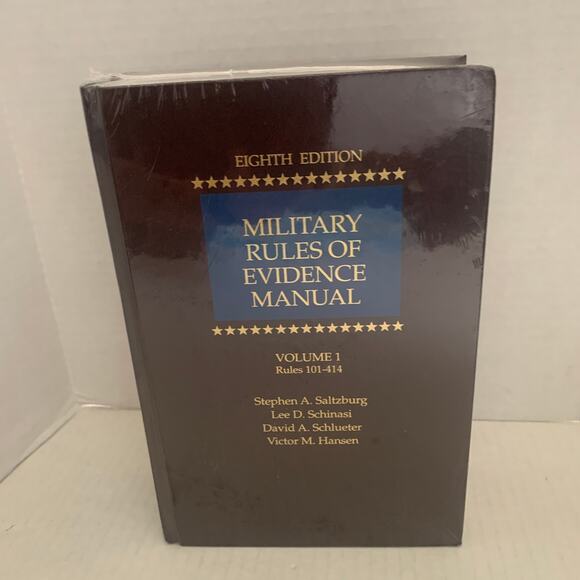 EIGHTH EDITION
MILITARY
RULES OF
EVIDENCE
MANUAL
VOLUME 1
Rules 101-414
Stephen A. Saltzburg
Lee D. Schinasi
David A. Schlueter
Victor M. Hansen